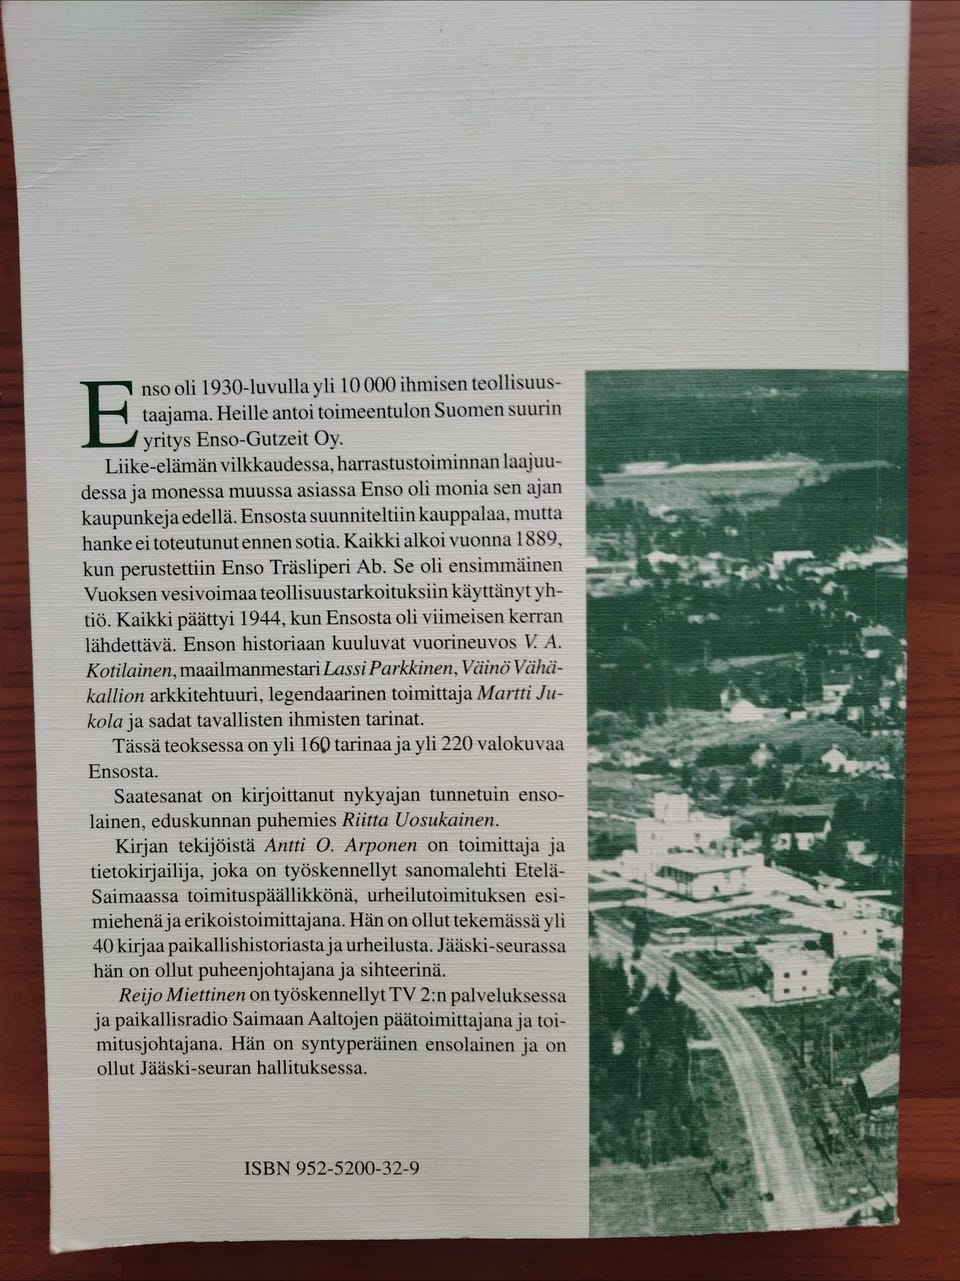 Enso oli 1930-luvulla yli 10 000 ihmisen teollisuus-
taajama. Heille antoi toimeentulon Suomen suurin
yritys Enso-Gutzeit Oy.
Liike-elämän vilkkaudessa, harrastustoiminnan laajuu-
dessa ja monessa muussa asiassa Enso oli monia sen ajan
kaupunkeja edellä. Ensosta suunniteltiin kauppalaa, mutta
hanke ei toteutunut ennen sotia. Kaikki alkoi vuonna 1889,
kun perustettiin Enso Träsliperi Ab. Se oli ensimmäinen
Vuoksen vesivoimaa teollisuustarkoituksiin käyttänyt yh-
tiö. Kaikki päättyi 1944, kun Ensosta oli viimeisen kerran
lähdettävä. Enson historiaan kuuluvat vuorineuvos V. A.
Kotilainen, maailmanmestari Lassi Parkkinen, Väinö Vähä-
kallion arkkitehtuuri, legendaarinen toimittaja Martti Ju-
kola ja sadat tavallisten ihmisten tarinat.
Tässä teoksessa on yli 160 tarinaa ja yli 220 valokuvaa
Ensosta.
Saatesanat on kirjoittanut nykyajan tunnetuin enso-
lainen, eduskunnan puhemies Riitta Uosukainen.
Kirjan tekijöistä Antti O. Arponen on toimittaja ja
tietokirjailija, joka on työskennellyt sanomalehti Etelä-
Saimaassa toimituspäällikkönä, urheilutoimituksen esi-
miehenä ja erikoistoimittajana. Hän on ollut tekemässä yli
40 kirjaa paikallishistoriasta ja urheilusta. Jääski-seurassa
hän on ollut puheenjohtajana ja sihteerinä.
Reijo Miettinen on työskennellyt TV 2:n palveluksessa
ja paikallisradio Saimaan Aaltojen päätoimittajana ja toi-
mitusjohtajana. Hän on syntyperäinen ensolainen ja on
ollut Jääski-seuran hallituksessa.
ISBN 952-5200-32-9